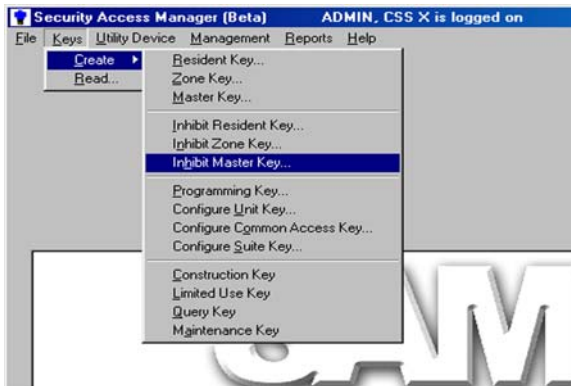 Security Access Manager (Beta) ADMIN, CSS X is logged on
File Keys Utility Device Management Reports Help
Create
Read...
Resident Key...
Zone Key...
Master Key...
Inhibit Resident Key...
Inhibit Zone Key...
Inhibit Master Key...
Programming Key...
Configure Unit Key...
Configure Common Access Key...
Configure Suite Key...
Construction Key
Limited Use Key
Query Key
Maintenance Key
SAM